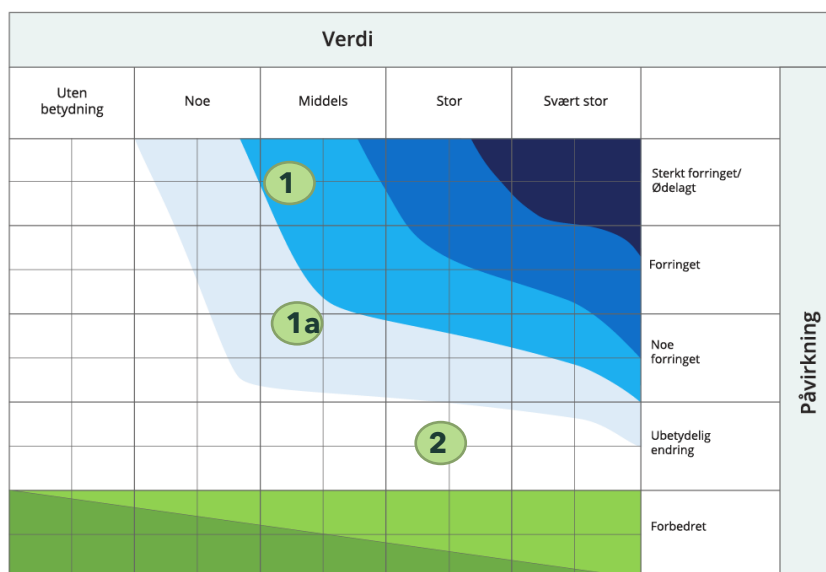 Verdi
Uten
betydning
Noe
Middels
Stor
Svært stor
1
Sterkt forringet/
Ødelagt
Forringet
1a
Noe
forringet
2
Ubetydelig
endring
Forbedret
Påvirkning